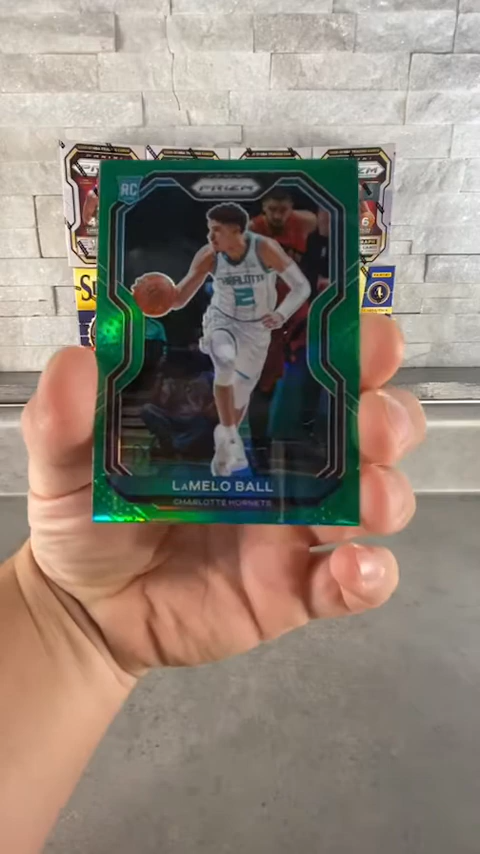 RC
PRIZM
CHARLOTTE
2
LaMELO BALL
CHARLOTTE HORNETS